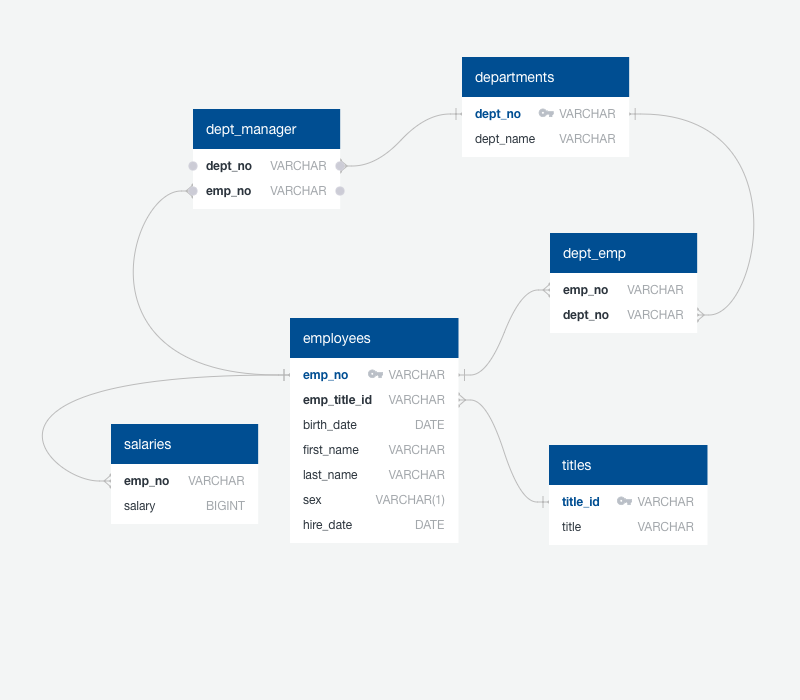 departments
dept_no VARCHAR
dept_name VARCHAR
dept_manager
dept_no VARCHAR
emp_no VARCHAR
dept_emp
emp_no VARCHAR
dept_no VARCHAR
employees
emp_no VARCHAR
emp_title_id VARCHAR
birth_date DATE
first_name VARCHAR
last_name VARCHAR
sex VARCHAR(1)
hire_date DATE
salaries
emp_no VARCHAR
salary BIGINT
titles
title_id VARCHAR
title VARCHAR